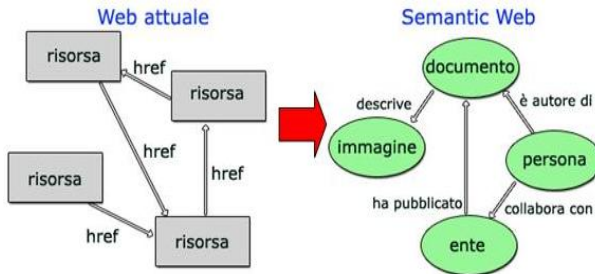 Web attuale
risorsa
href
risorsa
href
href
risorsa
href
risorsa
Semantic Web
documento
descrive
è autore di
immagine
persona
ha pubblicato
collabora con
ente